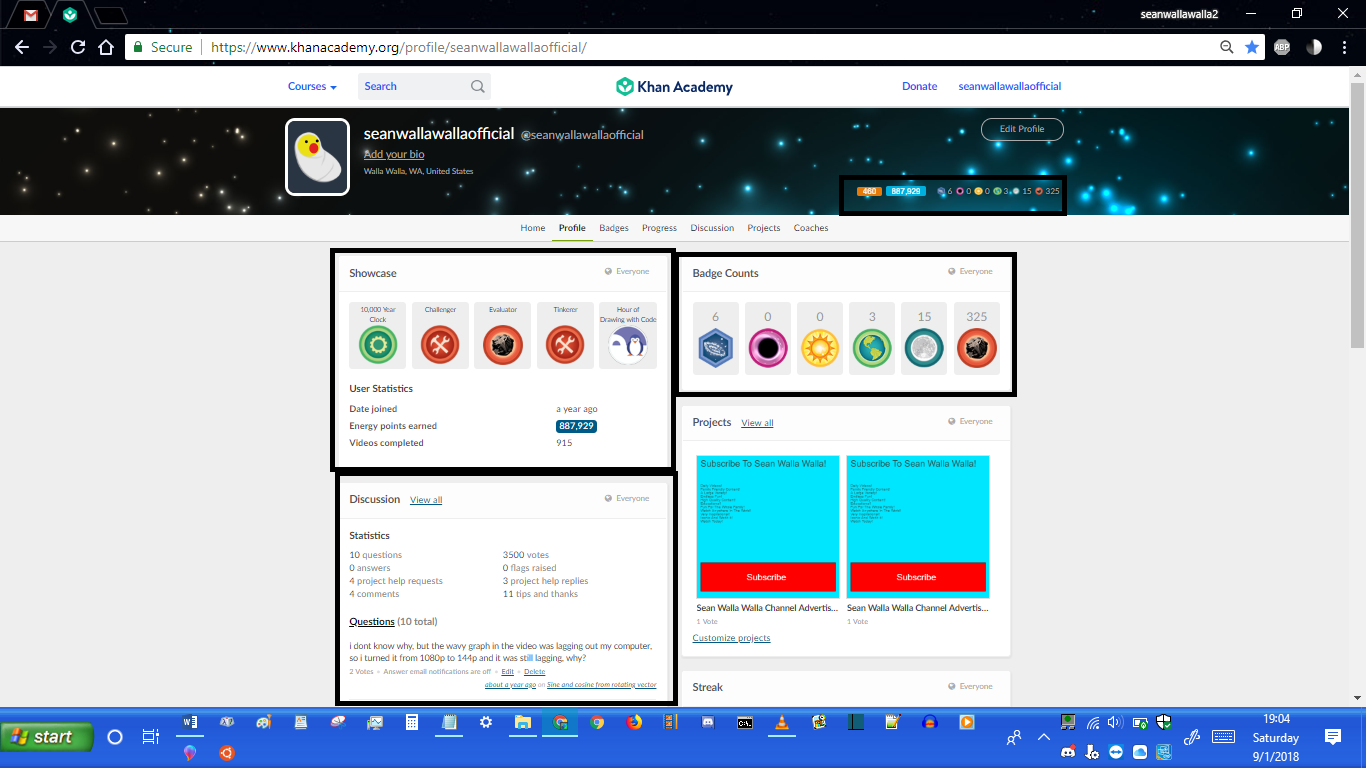 seanwallawalla2
Secure
https://www.khanacademy.org/profile/seanwallawallaofficial/
ABP
Courses
Search
Khan Academy
Donate
seanwallawallaofficial
seanwallawallaofficial @seanwallawallaofficial
Edit Profile
Add your bio
Walla Walla, WA, United States
460 887,929 6 0 0 3 15 325
Home Profile Badges Progress Discussion Projects Coaches
Showcase
Everyone
10,000 Year Clock
Challenger
Evaluator
Tinkerer
Hour of Drawing with Code
User Statistics
Date joined a year ago
Energy points earned 887,929
Videos completed 915
Badge Counts
Everyone
6 0 0 3 15 325
Discussion View all
Everyone
Statistics
10 questions 3500 votes
0 answers 0 flags raised
4 project help requests 3 project help replies
4 comments 11 tips and thanks
Questions (10 total)
i dont know why, but the wavy graph in the video was lagging out my computer,
so i turned it from 1080p to 144p and it was still lagging, why?
2 Votes • Answer email notifications are off • Edit • Delete
about a year ago on Sine and cosine from rotating vector
Projects View all
Everyone
Subscribe To Sean Walla Walla!
Subscribe
Sean Walla Walla Channel Advertis...
1 Vote
Subscribe To Sean Walla Walla!
Subscribe
Sean Walla Walla Channel Advertis...
1 Vote
Customize projects
Streak
Everyone
start
19:04
Saturday
9/1/2018